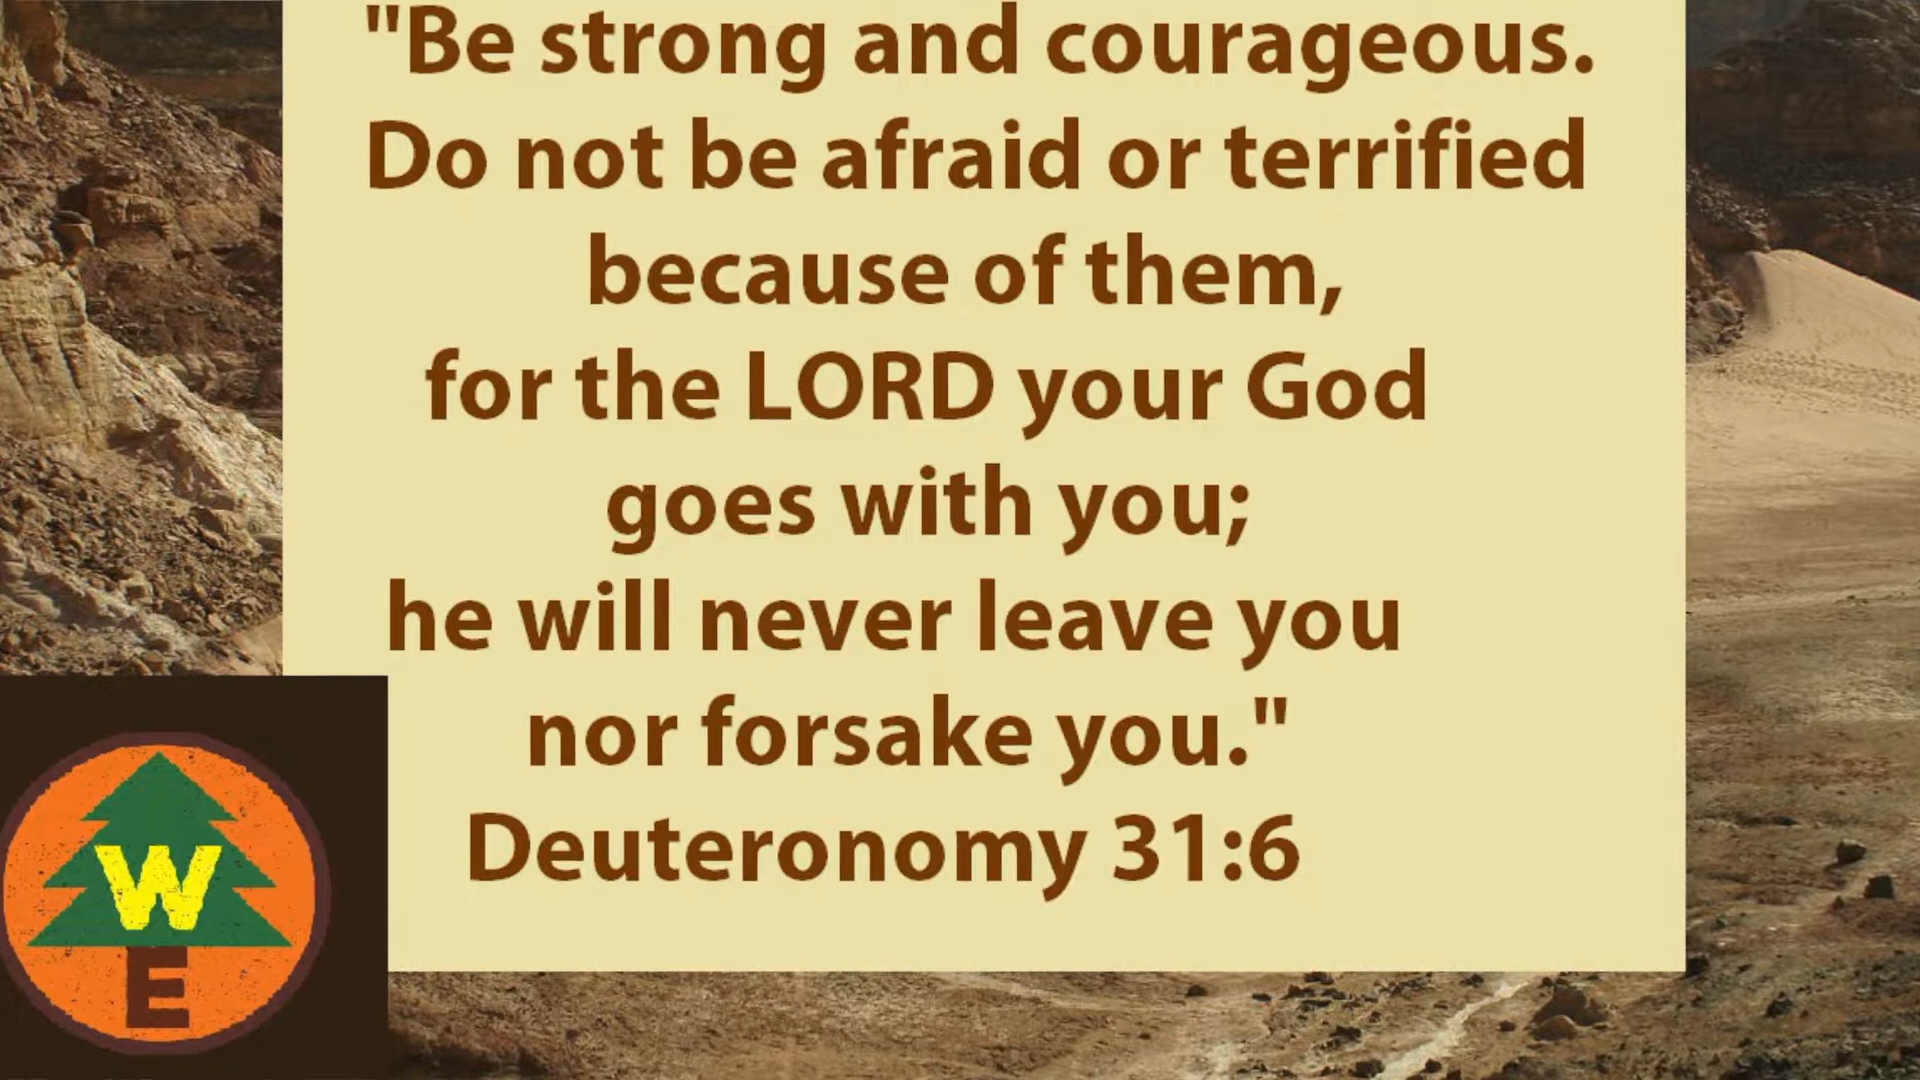 "Be strong and courageous.
Do not be afraid or terrified
because of them,
for the LORD your God
goes with you;
he will never leave you
nor forsake you."
Deuteronomy 31:6
W
E